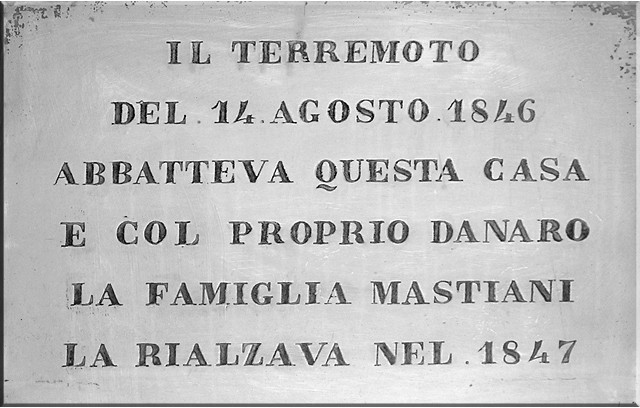 IL TERREMOTO
DEL . 14 . AGOSTO . 1846
ABBATTEVA QUESTA CASA
E COL PROPRIO DANARO
LA FAMIGLIA MASTIANI
LA RIALZAVA NEL . 1847